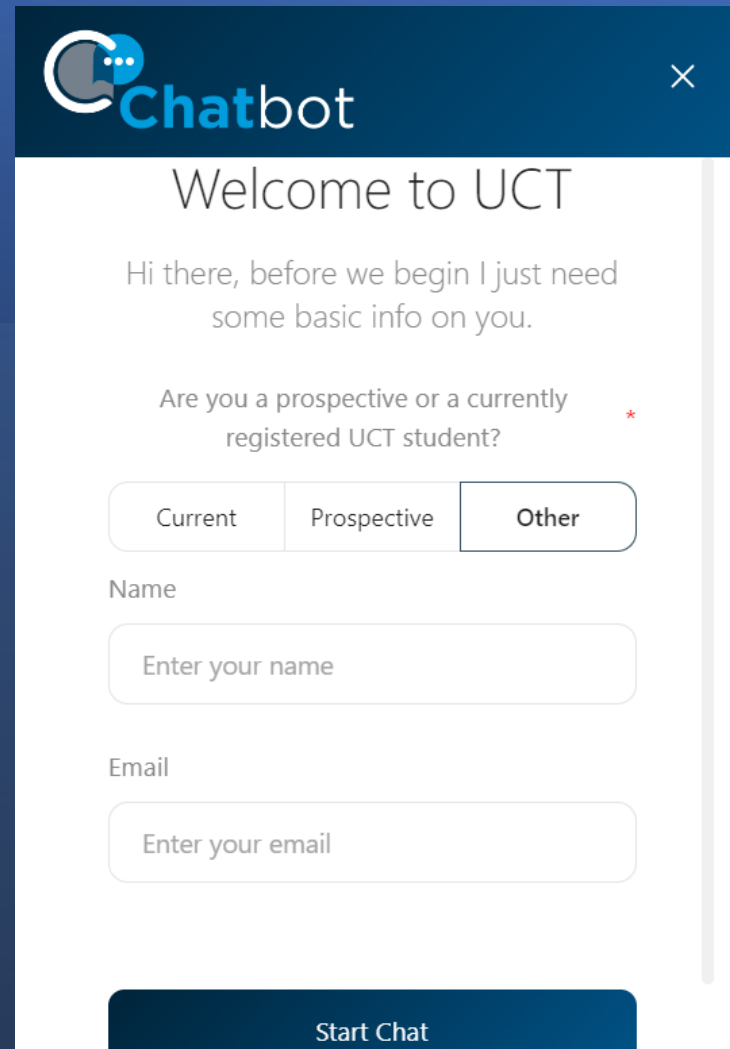 Chatbot
Welcome to UCT
Hi there, before we begin I just need
some basic info on you.
Are you a prospective or a currently
registered UCT student?
*
Current
Prospective
Other
Name
Enter your name
Email
Enter your email
Start Chat